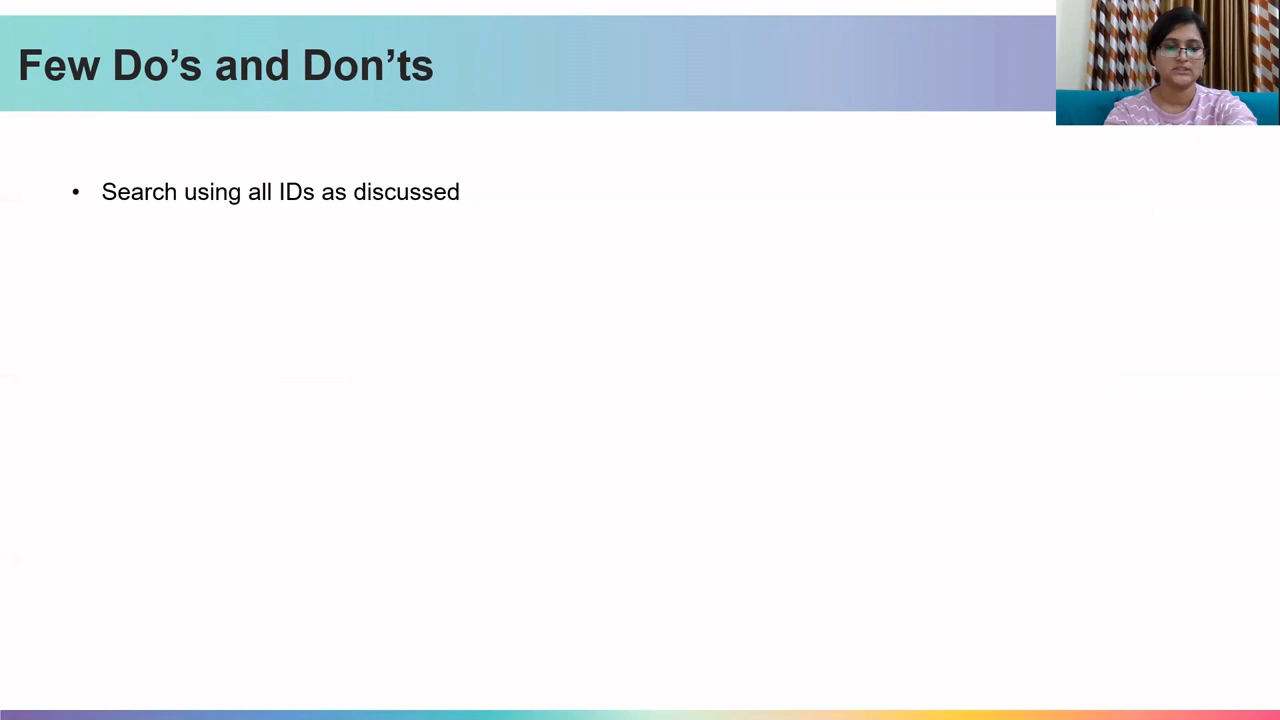 Few Do’s and Don’ts
• Search using all IDs as discussed